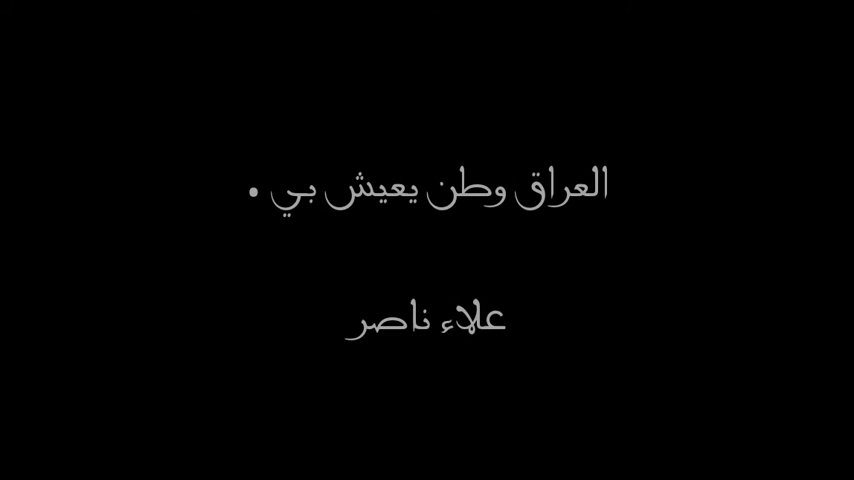 العراق وطن يعيش بي .
علاء ناصر